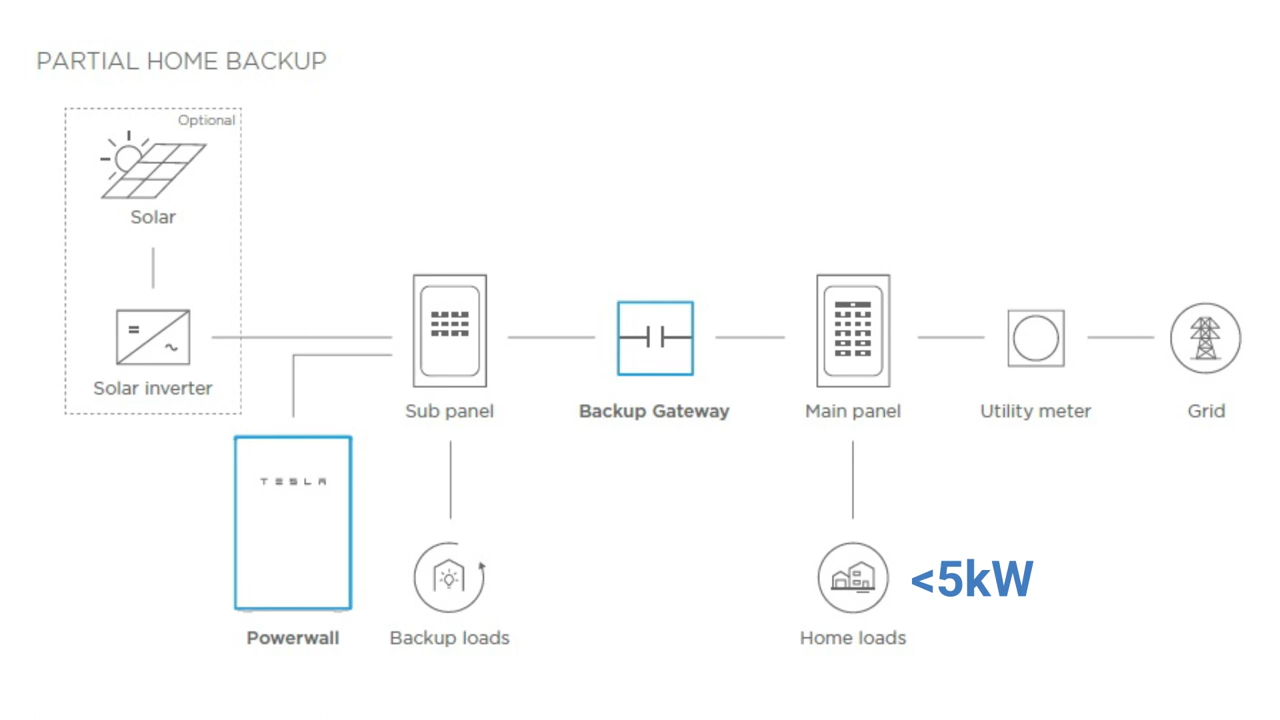 PARTIAL HOME BACKUP
Optional
Solar
Solar inverter
Sub panel
Backup Gateway
Main panel
Utility meter
Grid
TESLA
Powerwall
Backup loads
Home loads
<5kW